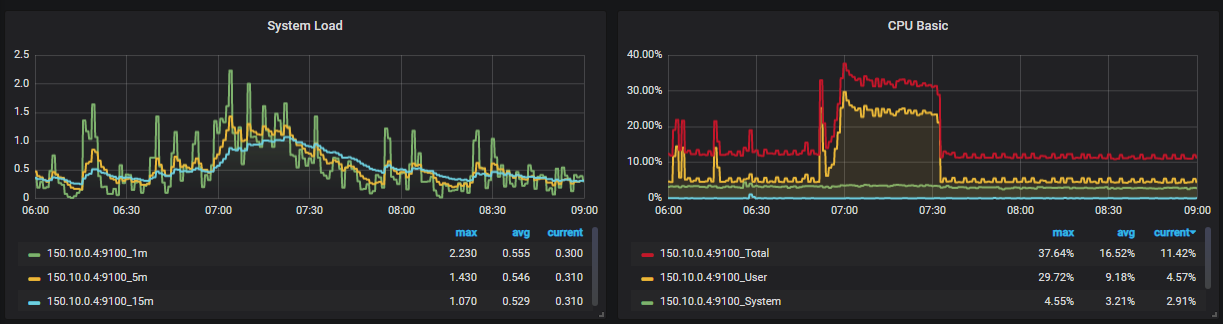 System Load
2.5
2.0
1.5
1.0
0.5
0
06:00 06:30 07:00 07:30 08:00 08:30 09:00
max avg current
150.10.0.4:9100_1m 2.230 0.555 0.300
150.10.0.4:9100_5m 1.430 0.546 0.310
150.10.0.4:9100_15m 1.070 0.529 0.310
CPU Basic
40.00%
30.00%
20.00%
10.00%
0%
06:00 06:30 07:00 07:30 08:00 08:30 09:00
max avg current
150.10.0.4:9100_Total 37.64% 16.52% 11.42%
150.10.0.4:9100_User 29.72% 9.18% 4.57%
150.10.0.4:9100_System 4.55% 3.21% 2.91%